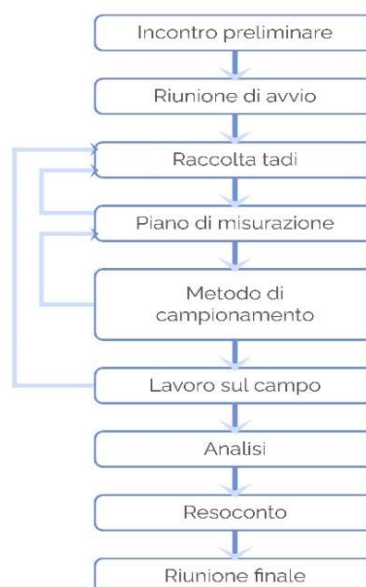 Incontro preliminare
Riunione di avvio
Raccolta tadi
Piano di misurazione
Metodo di
campionamento
Lavoro sul campo
Analisi
Resoconto
Riunione finale